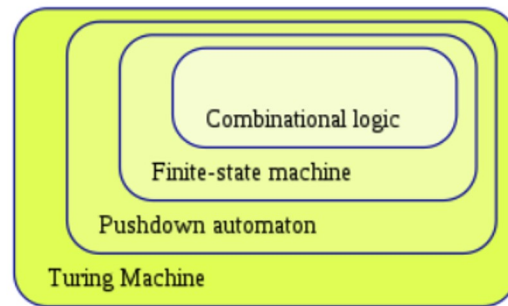 Combinational logic
Finite-state machine
Pushdown automaton
Turing Machine